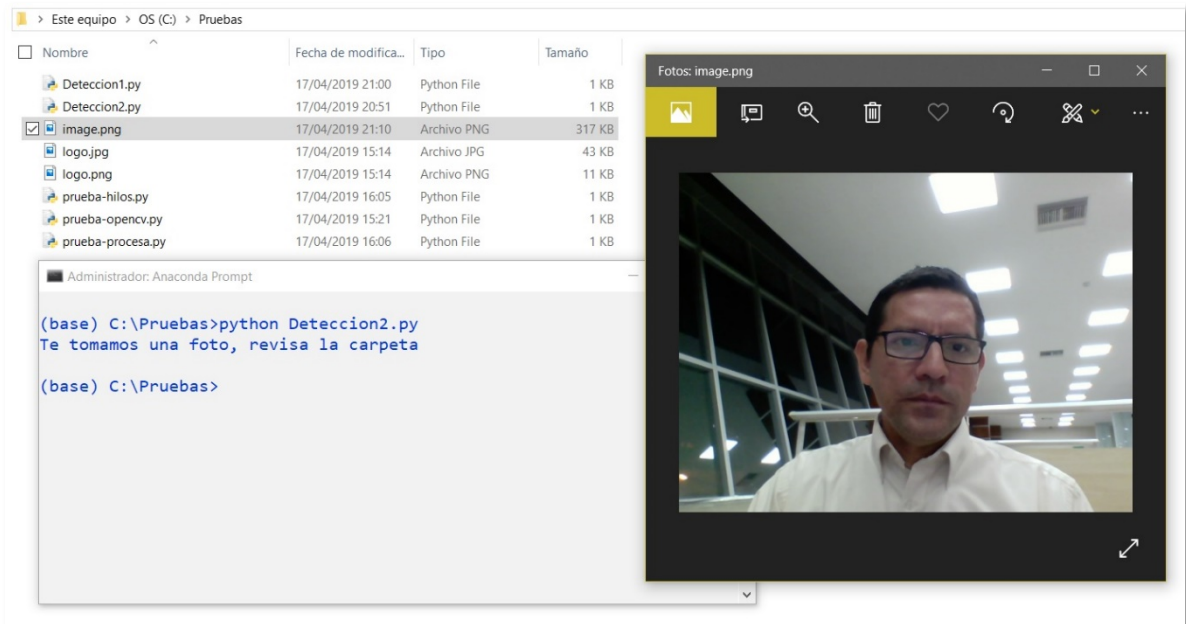 Este equipo > OS (C:) > Pruebas
Nombre Fecha de modifica... Tipo Tamaño
Deteccion1.py 17/04/2019 21:00 Python File 1 KB
Deteccion2.py 17/04/2019 20:51 Python File 1 KB
image.png 17/04/2019 21:10 Archivo PNG 317 KB
logo.jpg 17/04/2019 15:14 Archivo JPG 43 KB
logo.png 17/04/2019 15:14 Archivo PNG 11 KB
prueba-hilos.py 17/04/2019 16:05 Python File 1 KB
prueba-opencv.py 17/04/2019 15:21 Python File 1 KB
prueba-procesa.py 17/04/2019 16:06 Python File 1 KB
Administrador: Anaconda Prompt
(base) C:\Pruebas>python Deteccion2.py
Te tomamos una foto, revisa la carpeta
(base) C:\Pruebas>
Fotos: image.png